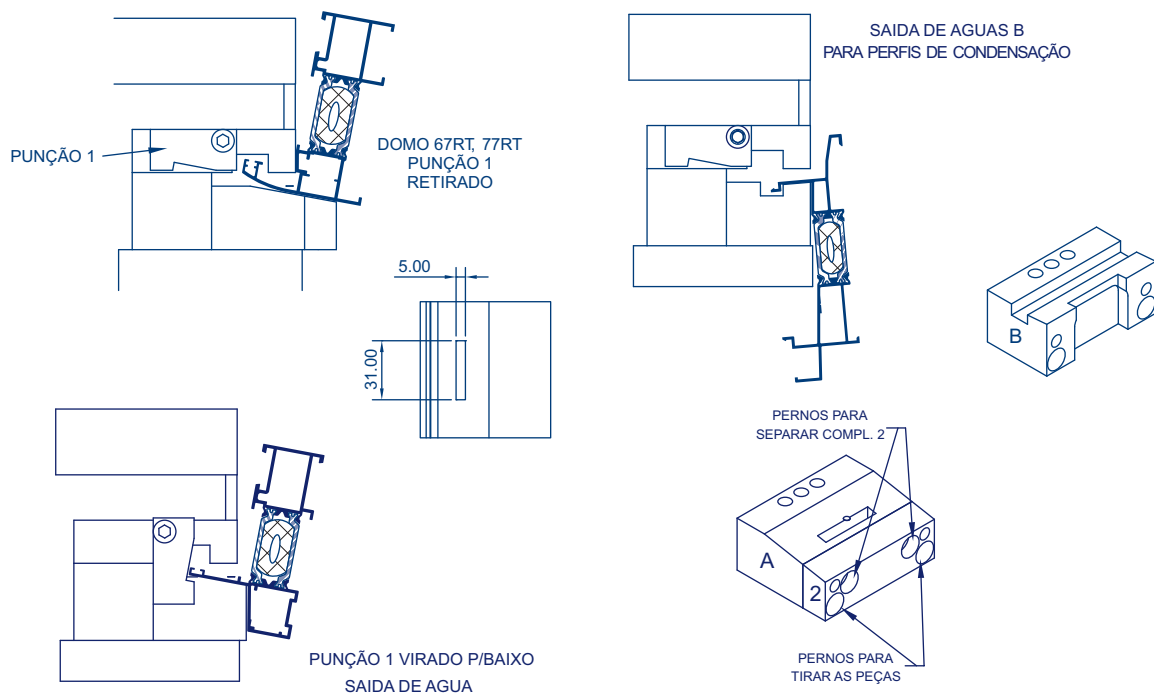 SAIDA DE AGUAS B
PARA PERFIS DE CONDENSAÇÃO
PUNÇÃO 1
DOMO 67RT, 77RT
PUNÇÃO 1
RETIRADO
5.00
31.00
B
PERNOS PARA
SEPARAR COMPL. 2
A
2
PUNÇÃO 1 VIRADO P/BAIXO
SAIDA DE AGUA
PERNOS PARA
TIRAR AS PEÇAS